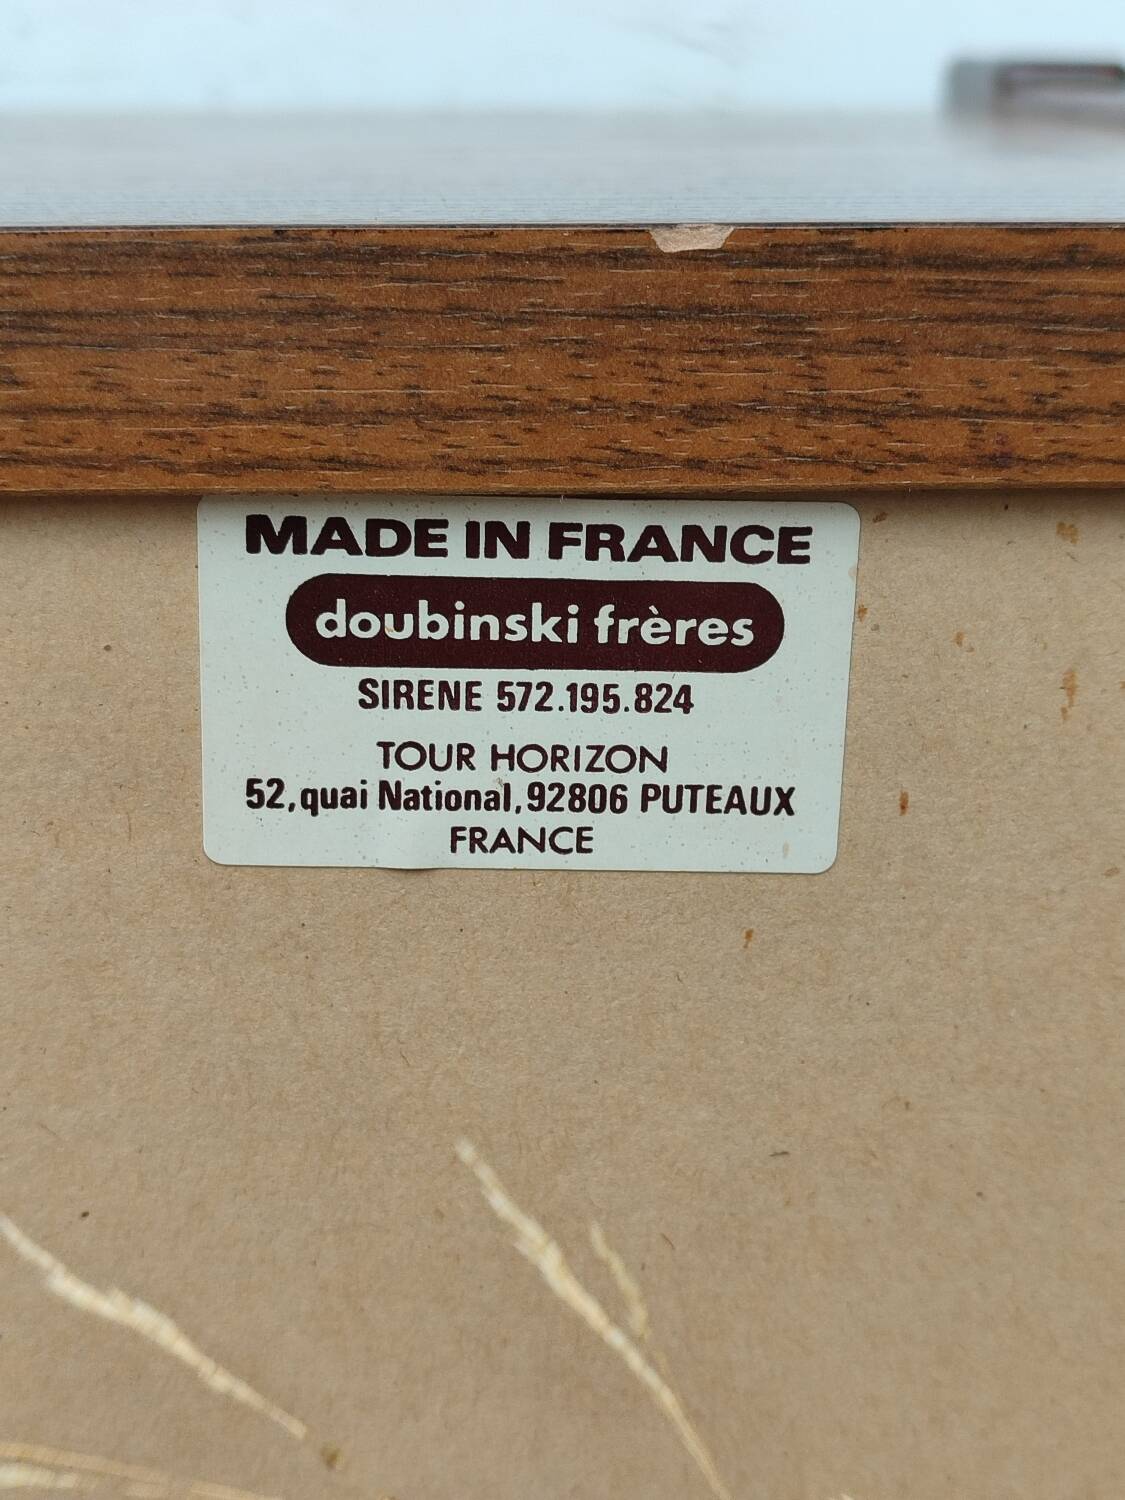 MADE IN FRANCE
doubinski frères
SIRENE 572.195.824
TOUR HORIZON
52, quai National, 92806 PUTEAUX
FRANCE